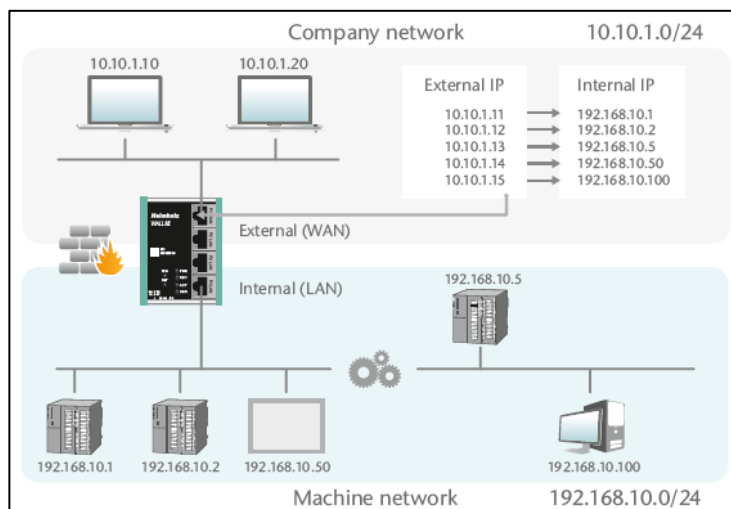 Company network 10.10.1.0/24
10.10.1.10 10.10.1.20
External IP Internal IP
10.10.1.11 192.168.10.1
10.10.1.12 192.168.10.2
10.10.1.13 192.168.10.5
10.10.1.14 192.168.10.50
10.10.1.15 192.168.10.100
Helmholz
WALL IE
External (WAN)
Internal (LAN)
192.168.10.5
192.168.10.1 192.168.10.2 192.168.10.50 192.168.10.100
Machine network 192.168.10.0/24